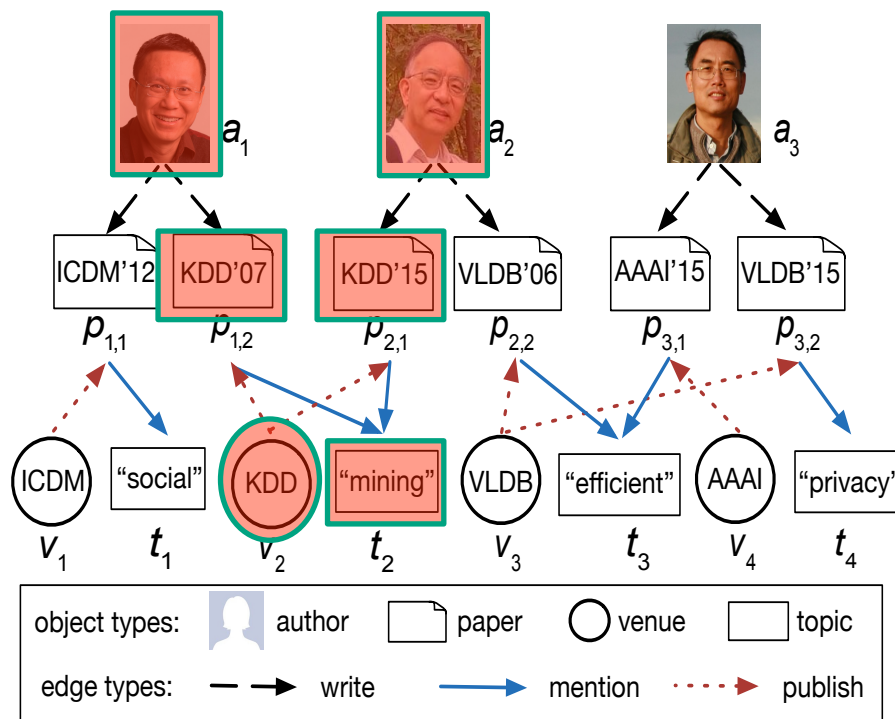 a1 a2 a3
ICDM’12 KDD’07 KDD’15 VLDB’06 AAAI’15 VLDB’15
p1,1 p1,2 p2,1 p2,2 p3,1 p3,2
ICDM “social” KDD “mining” VLDB “efficient” AAAI “privacy”
v1 t1 v2 t2 v3 t3 v4 t4
object types: author paper venue topic
edge types: write mention publish